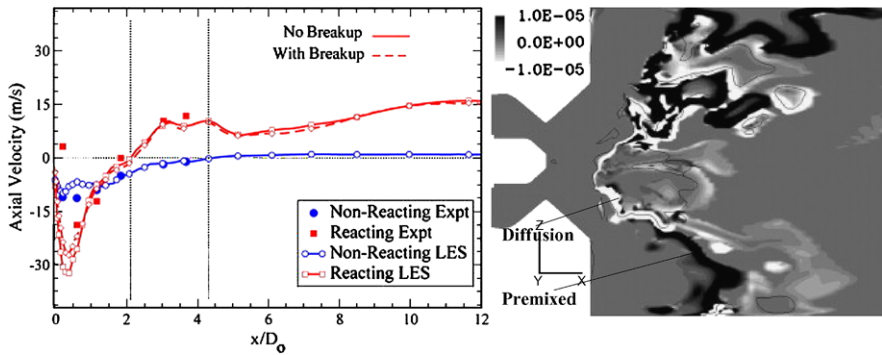 Axial Velocity (m/s)
30
15
0
-15
-30
0
2
4
6
8
10
12
x/D₀
No Breakup
With Breakup
Non-Reacting Expt
Reacting Expt
Non-Reacting LES
Reacting LES
1.0E-05
0.00E+00
-1.0E-05
Z
Diffusion
Y
X
Premixed